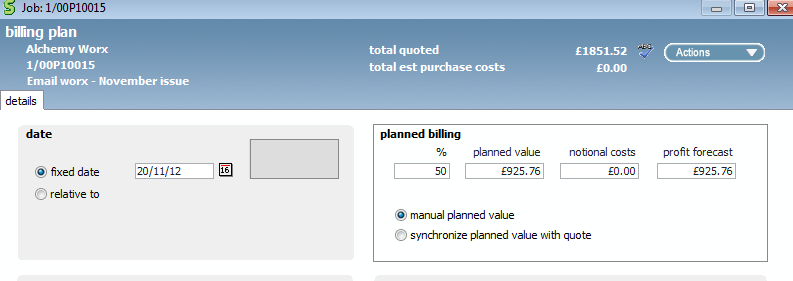 Job: 1/00P10015
billing plan
Alchemy Worx
total quoted £1851.52 ABC Actions
1/00P10015
total est purchase costs £0.00
Email worx - November issue
details
date
fixed date 20/11/12 16
relative to
planned billing
% planned value notional costs profit forecast
50 £925.76 £0.00 £925.76
manual planned value
synchronize planned value with quote